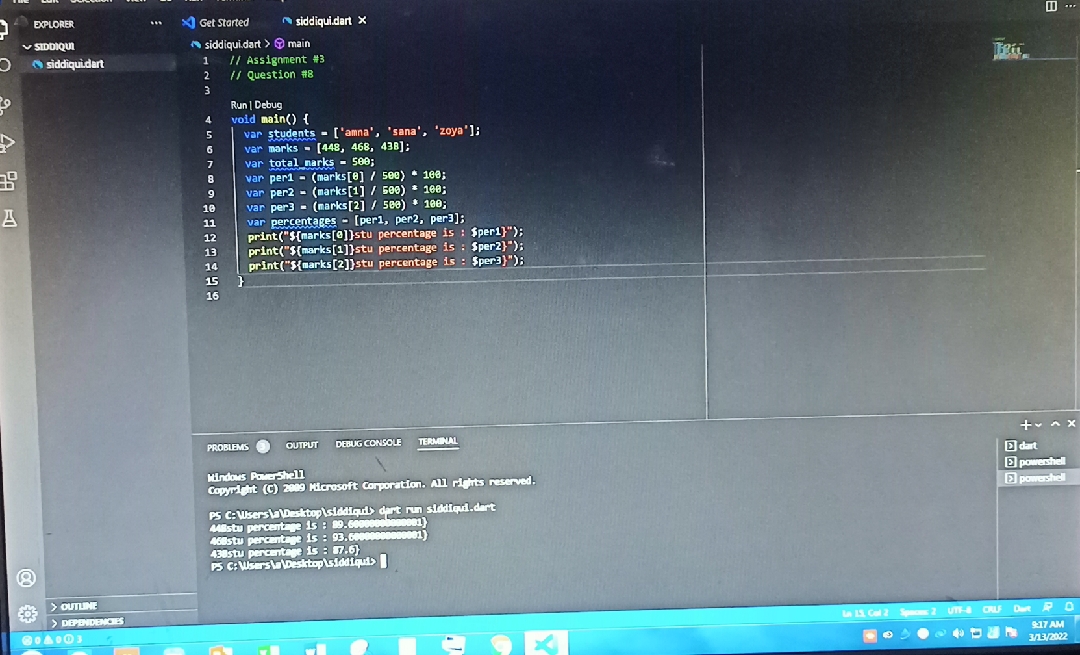 EXPLORER
Get Started
siddiqui.dart
SIDDIQUI
siddiqui.dart
siddiqui.dart > main
1 // Assignment #3
2 // Question #8
3
Run | Debug
4 void main() {
5 var students = ['amna', 'sana', 'zoya'];
6 var marks = [448, 468, 438];
7 var total_marks = 500;
8 var per1 = (marks[0] / 500) * 100;
9 var per2 = (marks[1] / 500) * 100;
10 var per3 = (marks[2] / 500) * 100;
11 var percentages = [per1, per2, per3];
12 print("${marks[0]}stu percentage is : $per1}");
13 print("${marks[1]}stu percentage is : $per2}");
14 print("${marks[2]}stu percentage is : $per3}");
15 }
16
PROBLEMS 3 OUTPUT DEBUG CONSOLE TERMINAL
dart
powershell
powershell
Windows PowerShell
Copyright (C) 2009 Microsoft Corporation. All rights reserved.
PS C:\Users\a\Desktop\siddiqui> dart run siddiqui.dart
448stu percentage is : 89.60000000000001}
468stu percentage is : 93.60000000000001}
438stu percentage is : 87.6}
PS C:\Users\a\Desktop\siddiqui>
OUTLINE
DEPENDENCIES
0 0 3
Ln 15, Col 2 Spaces: 2 UTF-8 CRLF Dart
9:17 AM
3/13/2022